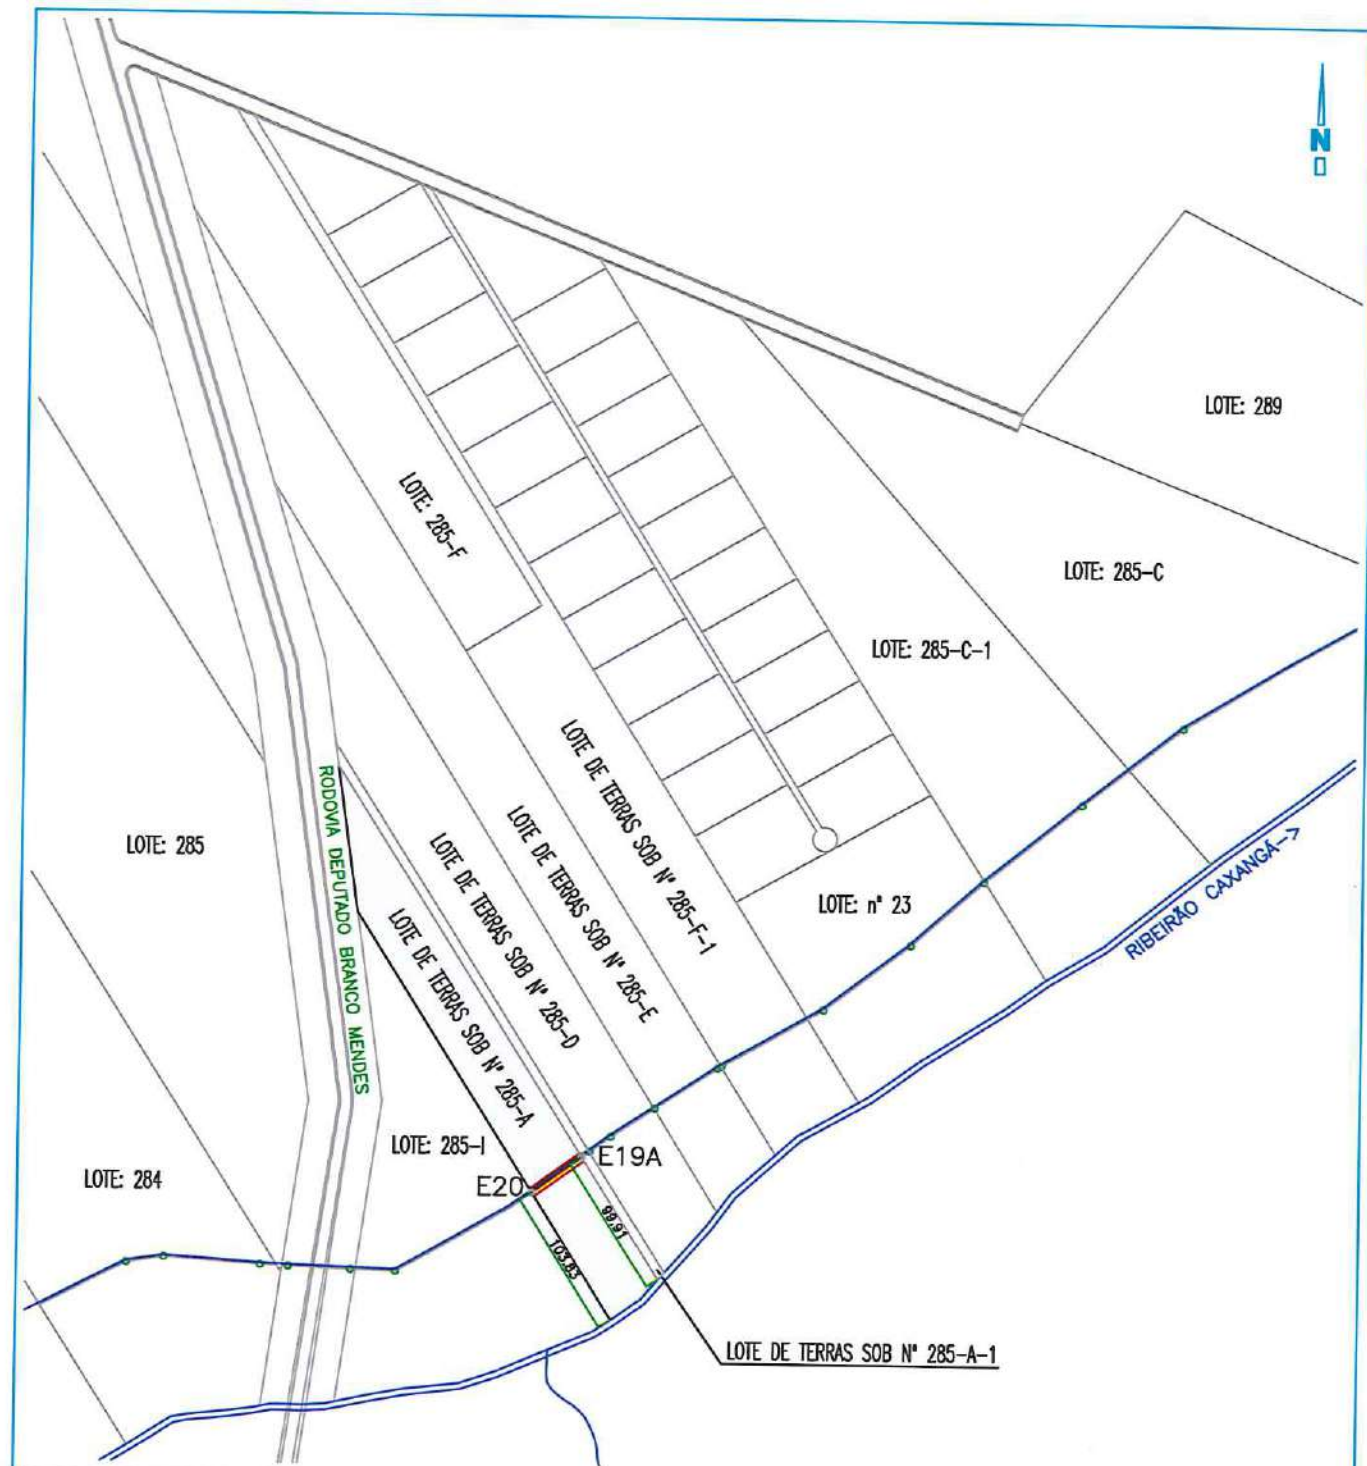 N
LOTE: 289
LOTE: 285-F
LOTE: 285-C
LOTE: 285-C-1
LOTE DE TERRAS SOB Nº 285-F-1
LOTE DE TERRAS SOB Nº 285-E
LOTE DE TERRAS SOB Nº 285-D
LOTE DE TERRAS SOB Nº 285-A
RODOVIA DEPUTADO BRANCO MENDES
LOTE: 285
LOTE: nº 23
RIBEIRÃO CAXANGÁ->
LOTE: 285-I
LOTE: 284
E19A
E20
99,91
103,83
LOTE DE TERRAS SOB Nº 285-A-1